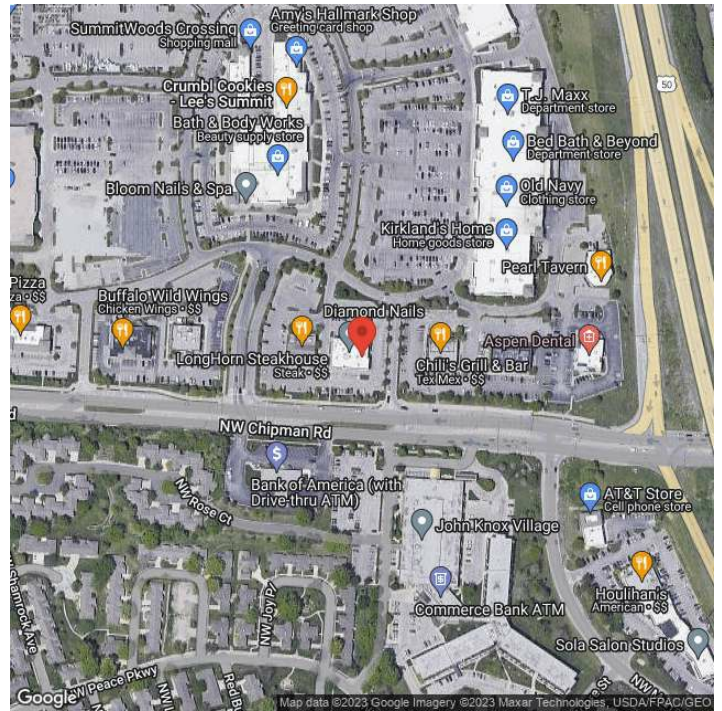 SummitWoods Crossing
Shopping mall
Amy's Hallmark Shop
Greeting card shop
Crumbl Cookies
- Lee's Summit
Bath & Body Works
Beauty supply store
Bloom Nails & Spa
T.J. Maxx
Department store
Bed Bath & Beyond
Department store
Old Navy
Clothing store
Kirkland's Home
Home goods store
50
Pearl Tavern
Pizza
za • $$
Buffalo Wild Wings
Chicken Wings • $$
Diamond Nails
LongHorn Steakhouse
Steak • $$
Chili's Grill & Bar
Tex Mex • $$
Aspen Dental
d
NW Chipman Rd
Bank of America (with
Drive-thru ATM)
NW Rose Ct
John Knox Village
AT&T Store
Cell phone store
Commerce Bank ATM
Houlihan's
American • $$
Sola Salon Studios
Shamrock Ave
NW Joy Pl
NW Peace Pkwy
Red B
e St
Google
Map data ©2023 Google Imagery ©2023 Maxar Technologies, USDA/FPAC/GEO